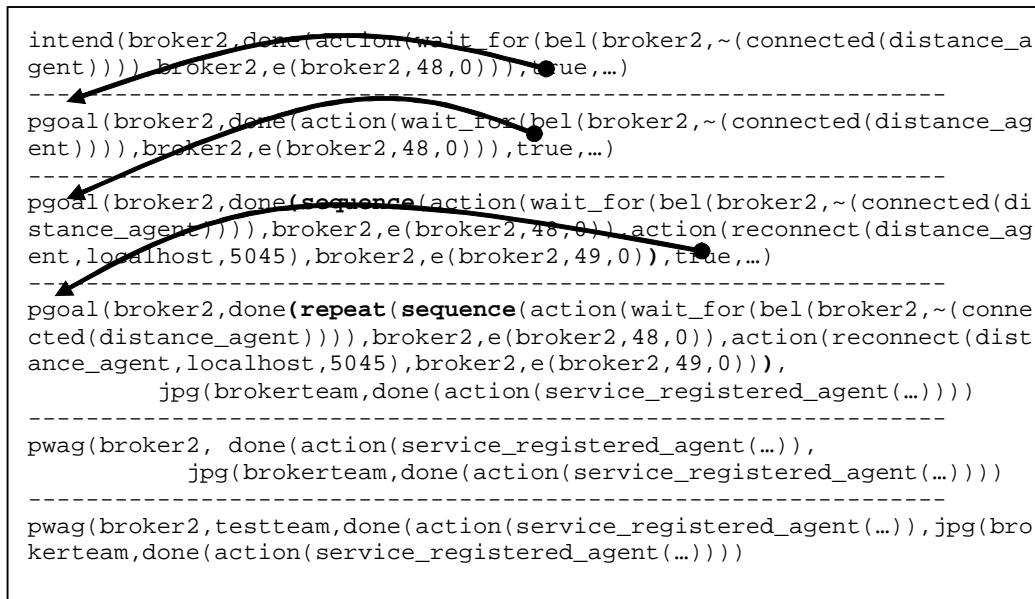 intend(broker2,done(action(wait_for(bel(broker2,~(connected(distance_a
gent)))),broker2,e(broker2,48,0))),true,…)
----------------------------------------------------------------
pgoal(broker2,done(action(wait_for(bel(broker2,~(connected(distance_ag
ent)))),broker2,e(broker2,48,0))),true,…)
----------------------------------------------------------------
pgoal(broker2,done(sequence(action(wait_for(bel(broker2,~(connected(di
stance_agent)))),broker2,e(broker2,48,0)),action(reconnect(distance_ag
ent,localhost,5045),broker2,e(broker2,49,0)),true,…)
----------------------------------------------------------------
pgoal(broker2,done(repeat(sequence(action(wait_for(bel(broker2,~(conne
cted(distance_agent)))),broker2,e(broker2,48,0)),action(reconnect(dist
ance_agent,localhost,5045),broker2,e(broker2,49,0))),
jpg(brokerteam,done(action(service_registered_agent(…))))
----------------------------------------------------------------
pwag(broker2, done(action(service_registered_agent(…)),
jpg(brokerteam,done(action(service_registered_agent(…))))
----------------------------------------------------------------
pwag(broker2,testteam,done(action(service_registered_agent(…)),jpg(bro
kerteam,done(action(service_registered_agent(…))))